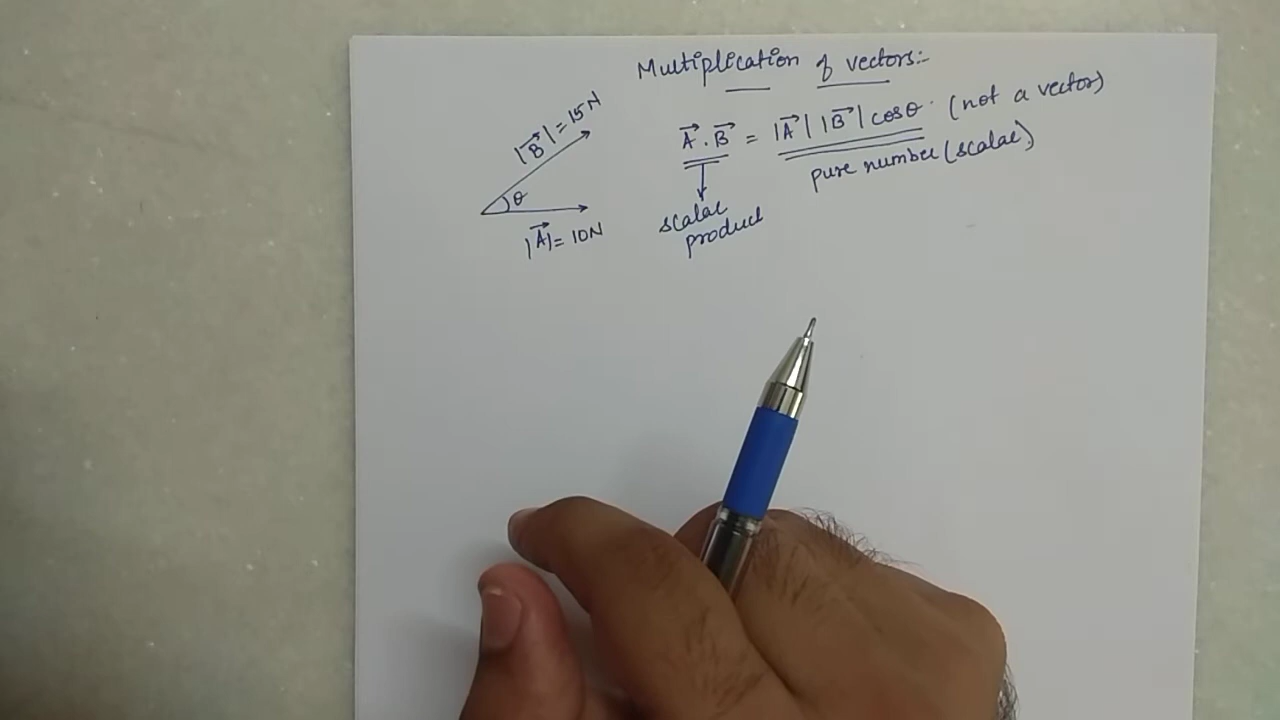 Multiplication of vectors:-
|B⃗| = 15N
θ
|A⃗| = 10N
A⃗ . B⃗ = |A⃗| |B⃗| cosθ. (not a vector)
pure number (scalar)
scalar
product